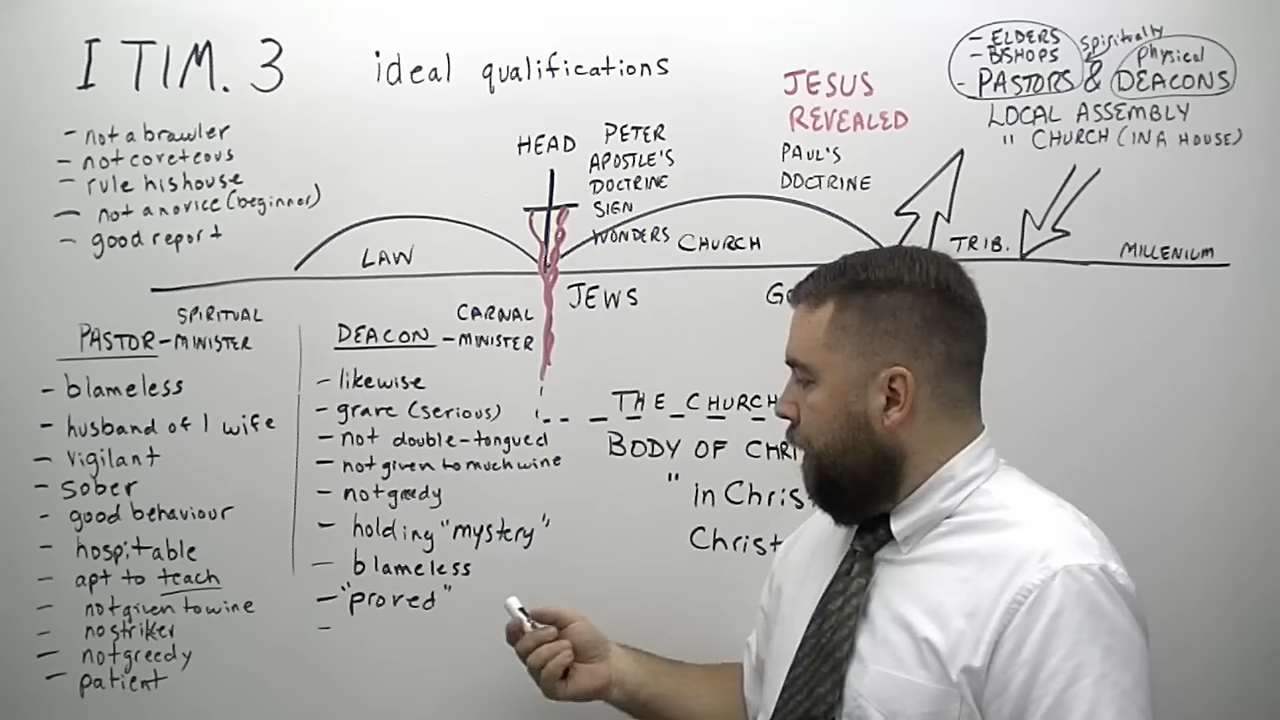 I TIM. 3
ideal qualifications
- not a brawler
- not coveteous
- rule his house
- not a novice (beginner)
- good report
HEAD
PETER
APOSTLE'S
DOCTRINE
SIGN
WONDERS
JESUS
REVEALED
PAUL'S
DOCTRINE
- ELDERS
- BISHOPS
- PASTORS & DEACONS
spiritually
physical
LOCAL ASSEMBLY
" CHURCH (IN A HOUSE)
LAW
CHURCH
TRIB.
MILLENIUM
JEWS
SPIRITUAL
PASTOR - MINISTER
- blameless
- husband of 1 wife
- vigilant
- sober
- good behaviour
- hospitable
- apt to teach
- not given to wine
- no striker
- not greedy
- patient
CARNAL
DEACON - MINISTER
- likewise
- grave (serious)
- not double-tongued
- not given to much wine
- not greedy
- holding "mystery"
- blameless
- "proved"
-
THE CHURCH
BODY OF CHRI
" in Chris
Christ